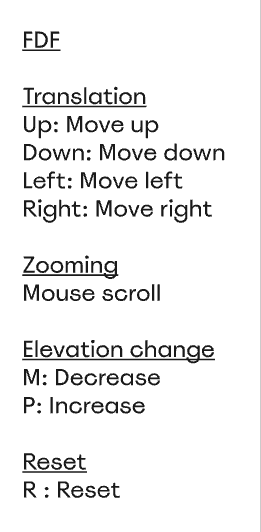 FDF
Translation
Up: Move up
Down: Move down
Left: Move left
Right: Move right
Zooming
Mouse scroll
Elevation change
M: Decrease
P: Increase
Reset
R : Reset